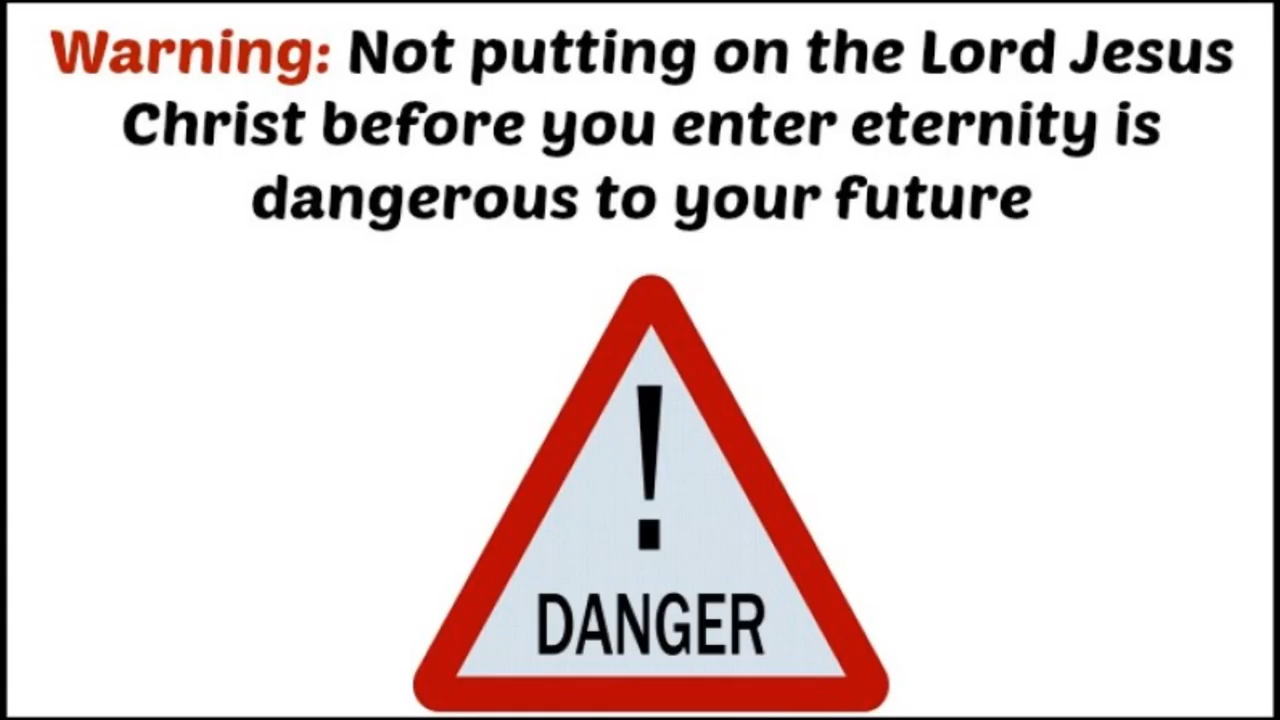 Warning: Not putting on the Lord Jesus
Christ before you enter eternity is
dangerous to your future
!
DANGER